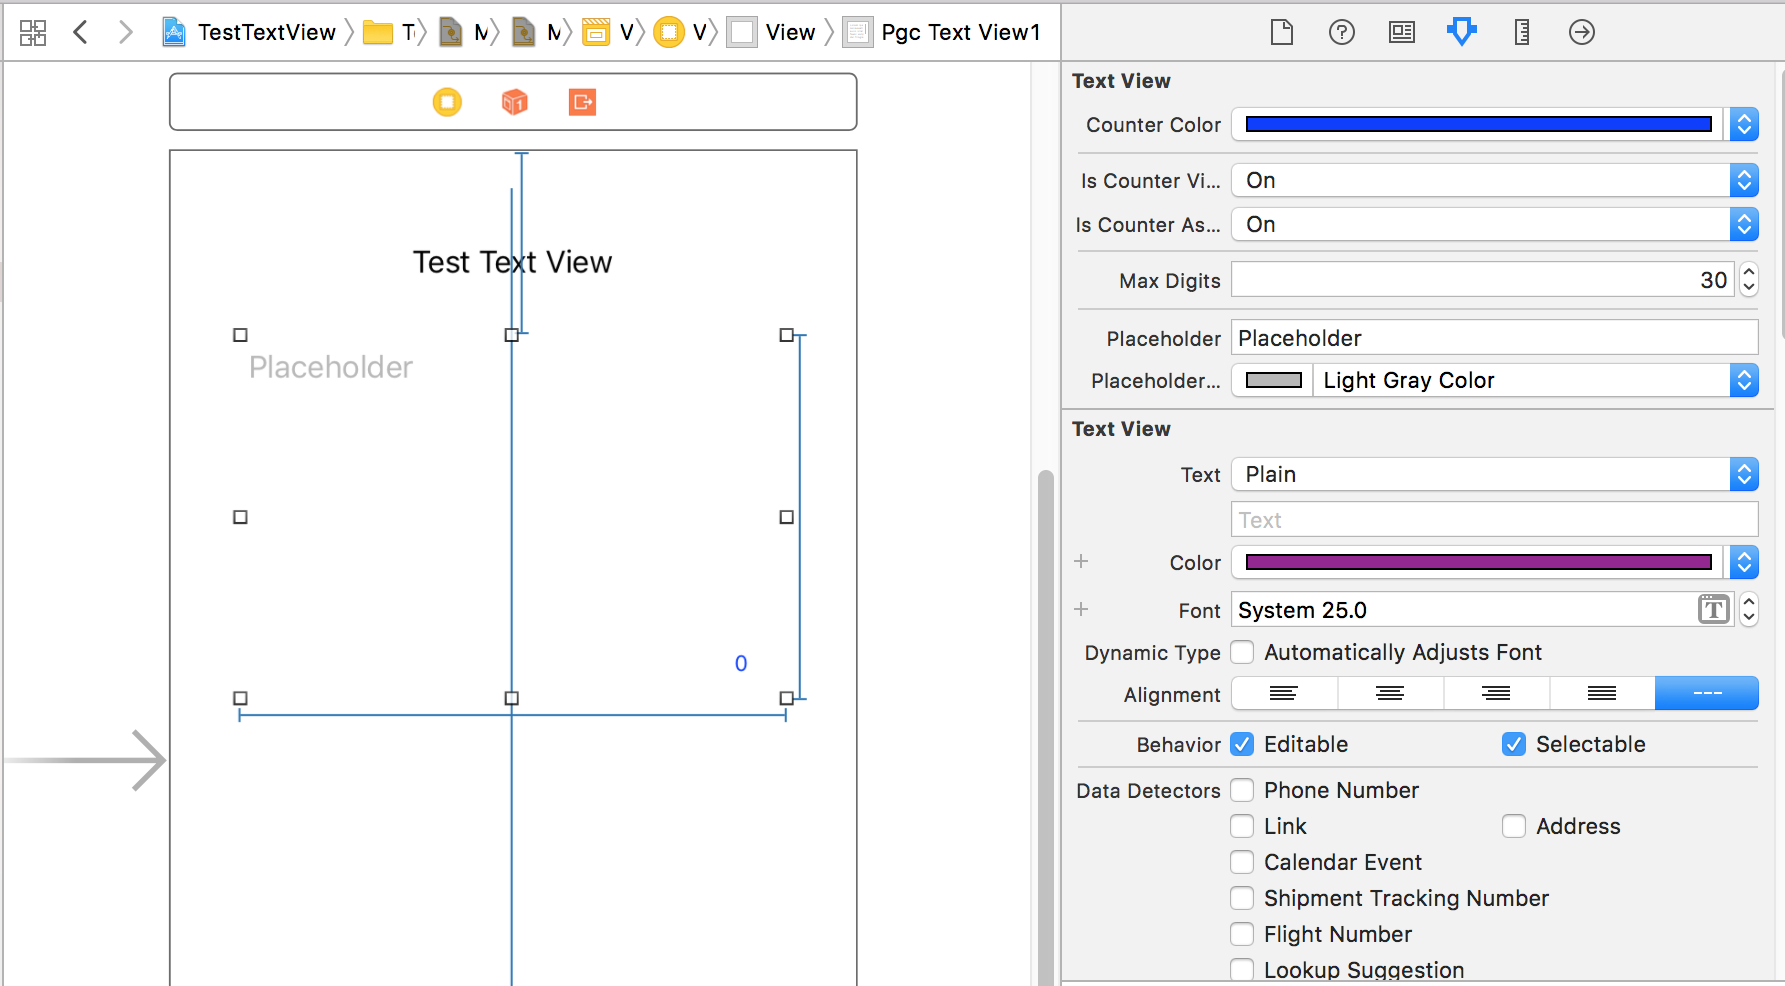 TestTextView T M M V V View Pgc Text View1
Test Text View
Placeholder
0
Text View
Counter Color
Is Counter Vi... On
Is Counter As... On
Max Digits 30
Placeholder Placeholder
Placeholder... Light Gray Color
Text View
Text Plain
Text
Color
Font System 25.0 T
Dynamic Type Automatically Adjusts Font
Alignment
Behavior Editable Selectable
Data Detectors Phone Number
Link Address
Calendar Event
Shipment Tracking Number
Flight Number
Lookup Suggestion